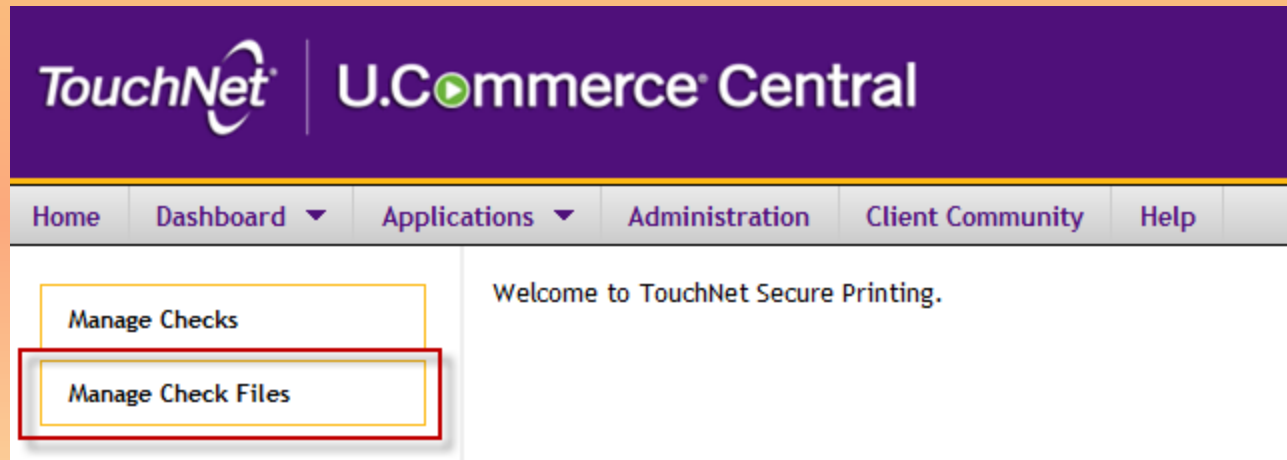 TouchNet® U.Commerce® Central
Home Dashboard Applications Administration Client Community Help
Manage Checks
Welcome to TouchNet Secure Printing.
Manage Check Files